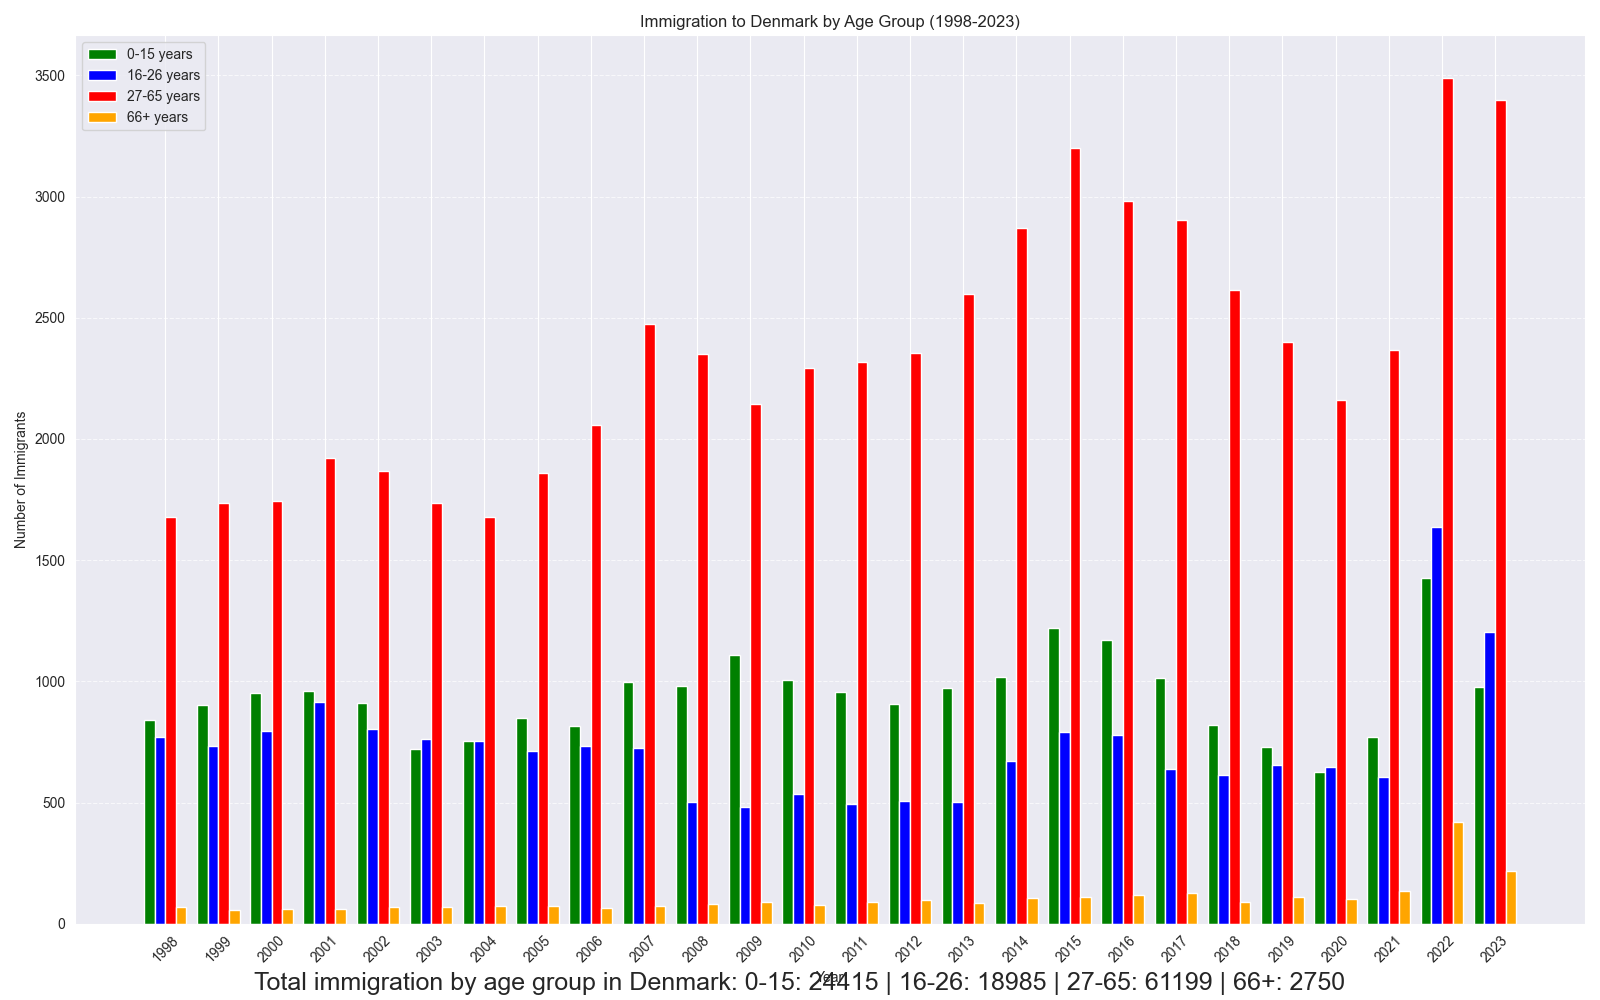 Immigration to Denmark by Age Group (1998-2023)
0-15 years
16-26 years
27-65 years
66+ years
Number of Immigrants
3500
3000
2500
2000
1500
1000
500
0
1998 1999 2000 2001 2002 2003 2004 2005 2006 2007 2008 2009 2010 2011 2012 2013 2014 2015 2016 2017 2018 2019 2020 2021 2022 2023
Year
Total immigration by age group in Denmark: 0-15: 24415 | 16-26: 18985 | 27-65: 61199 | 66+: 2750